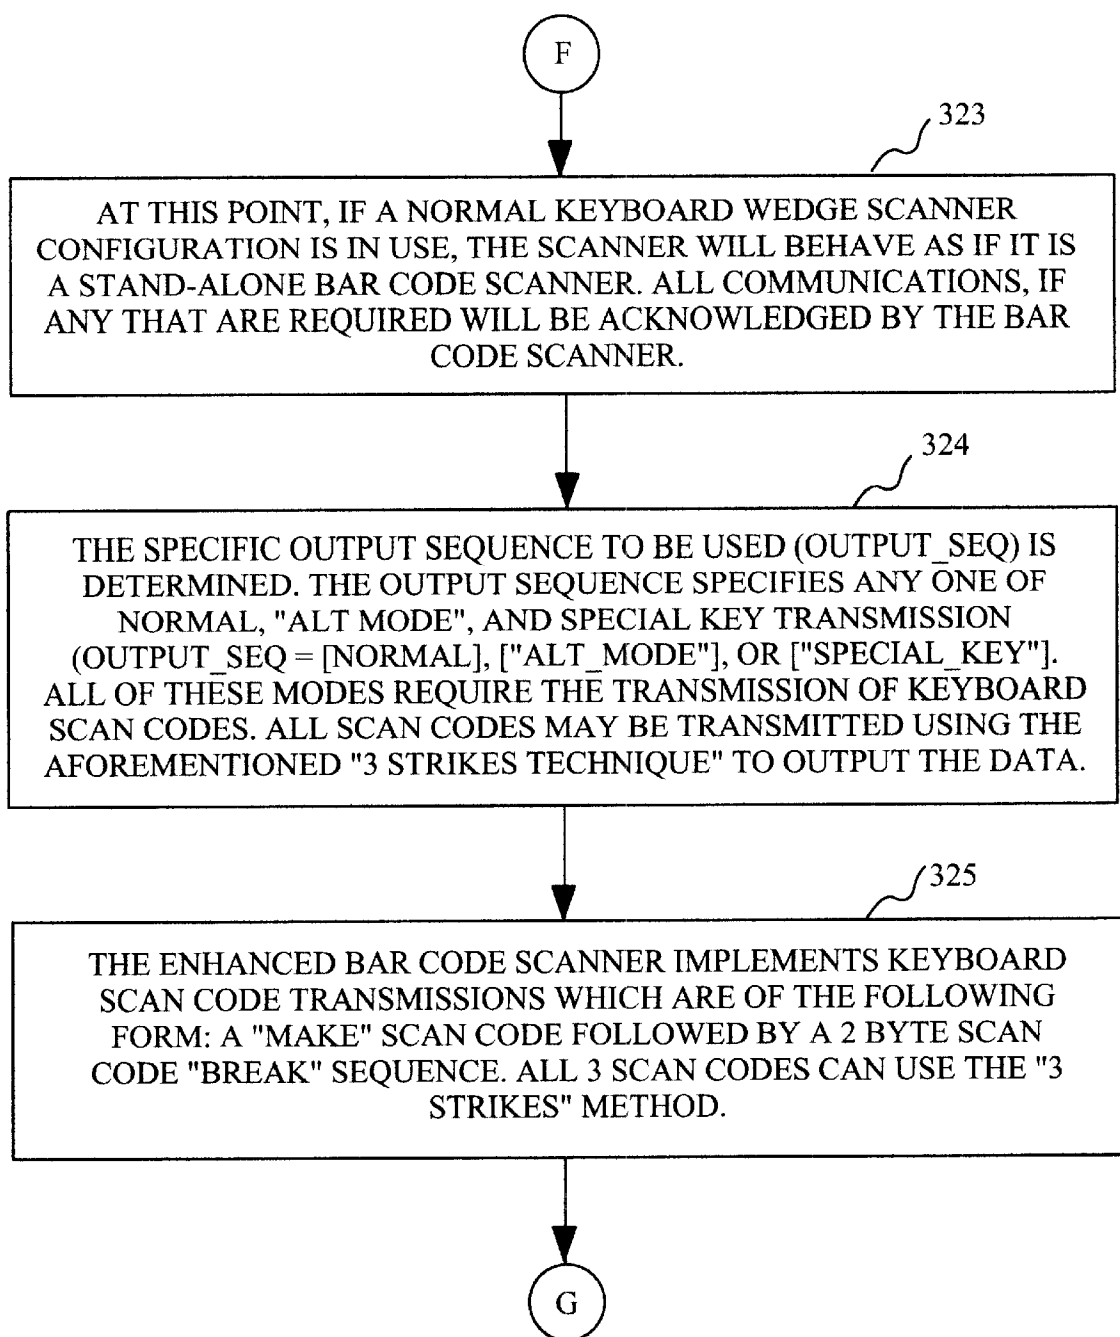 F
323
AT THIS POINT, IF A NORMAL KEYBOARD WEDGE SCANNER
CONFIGURATION IS IN USE, THE SCANNER WILL BEHAVE AS IF IT IS
A STAND-ALONE BAR CODE SCANNER. ALL COMMUNICATIONS, IF
ANY THAT ARE REQUIRED WILL BE ACKNOWLEDGED BY THE BAR
CODE SCANNER.
324
THE SPECIFIC OUTPUT SEQUENCE TO BE USED (OUTPUT_SEQ) IS
DETERMINED. THE OUTPUT SEQUENCE SPECIFIES ANY ONE OF
NORMAL, "ALT MODE", AND SPECIAL KEY TRANSMISSION
(OUTPUT_SEQ = [NORMAL], ["ALT_MODE"], OR ["SPECIAL_KEY"].
ALL OF THESE MODES REQUIRE THE TRANSMISSION OF KEYBOARD
SCAN CODES. ALL SCAN CODES MAY BE TRANSMITTED USING THE
AFOREMENTIONED "3 STRIKES TECHNIQUE" TO OUTPUT THE DATA.
325
THE ENHANCED BAR CODE SCANNER IMPLEMENTS KEYBOARD
SCAN CODE TRANSMISSIONS WHICH ARE OF THE FOLLOWING
FORM: A "MAKE" SCAN CODE FOLLOWED BY A 2 BYTE SCAN
CODE "BREAK" SEQUENCE. ALL 3 SCAN CODES CAN USE THE "3
STRIKES" METHOD.
G